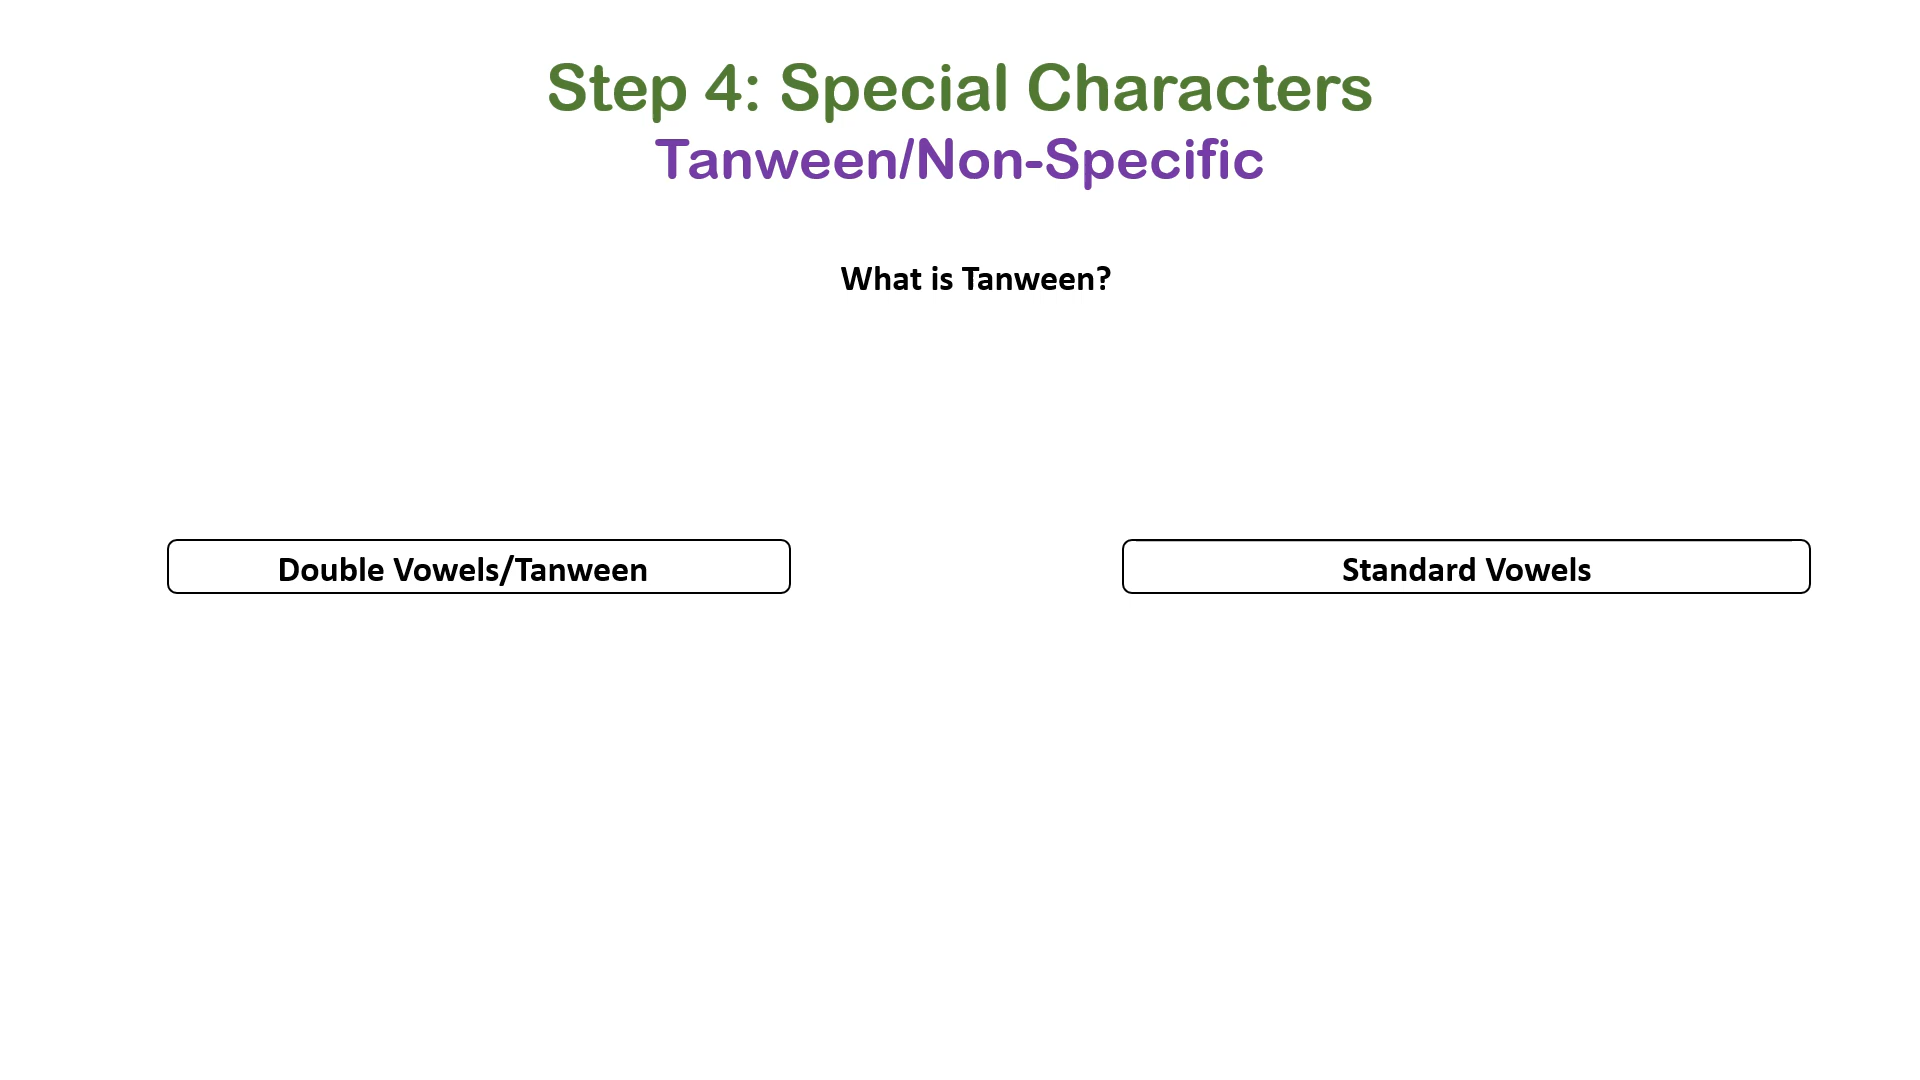 Step 4: Special Characters
Tanween/Non-Specific
What is Tanween?
Double Vowels/Tanween
Standard Vowels